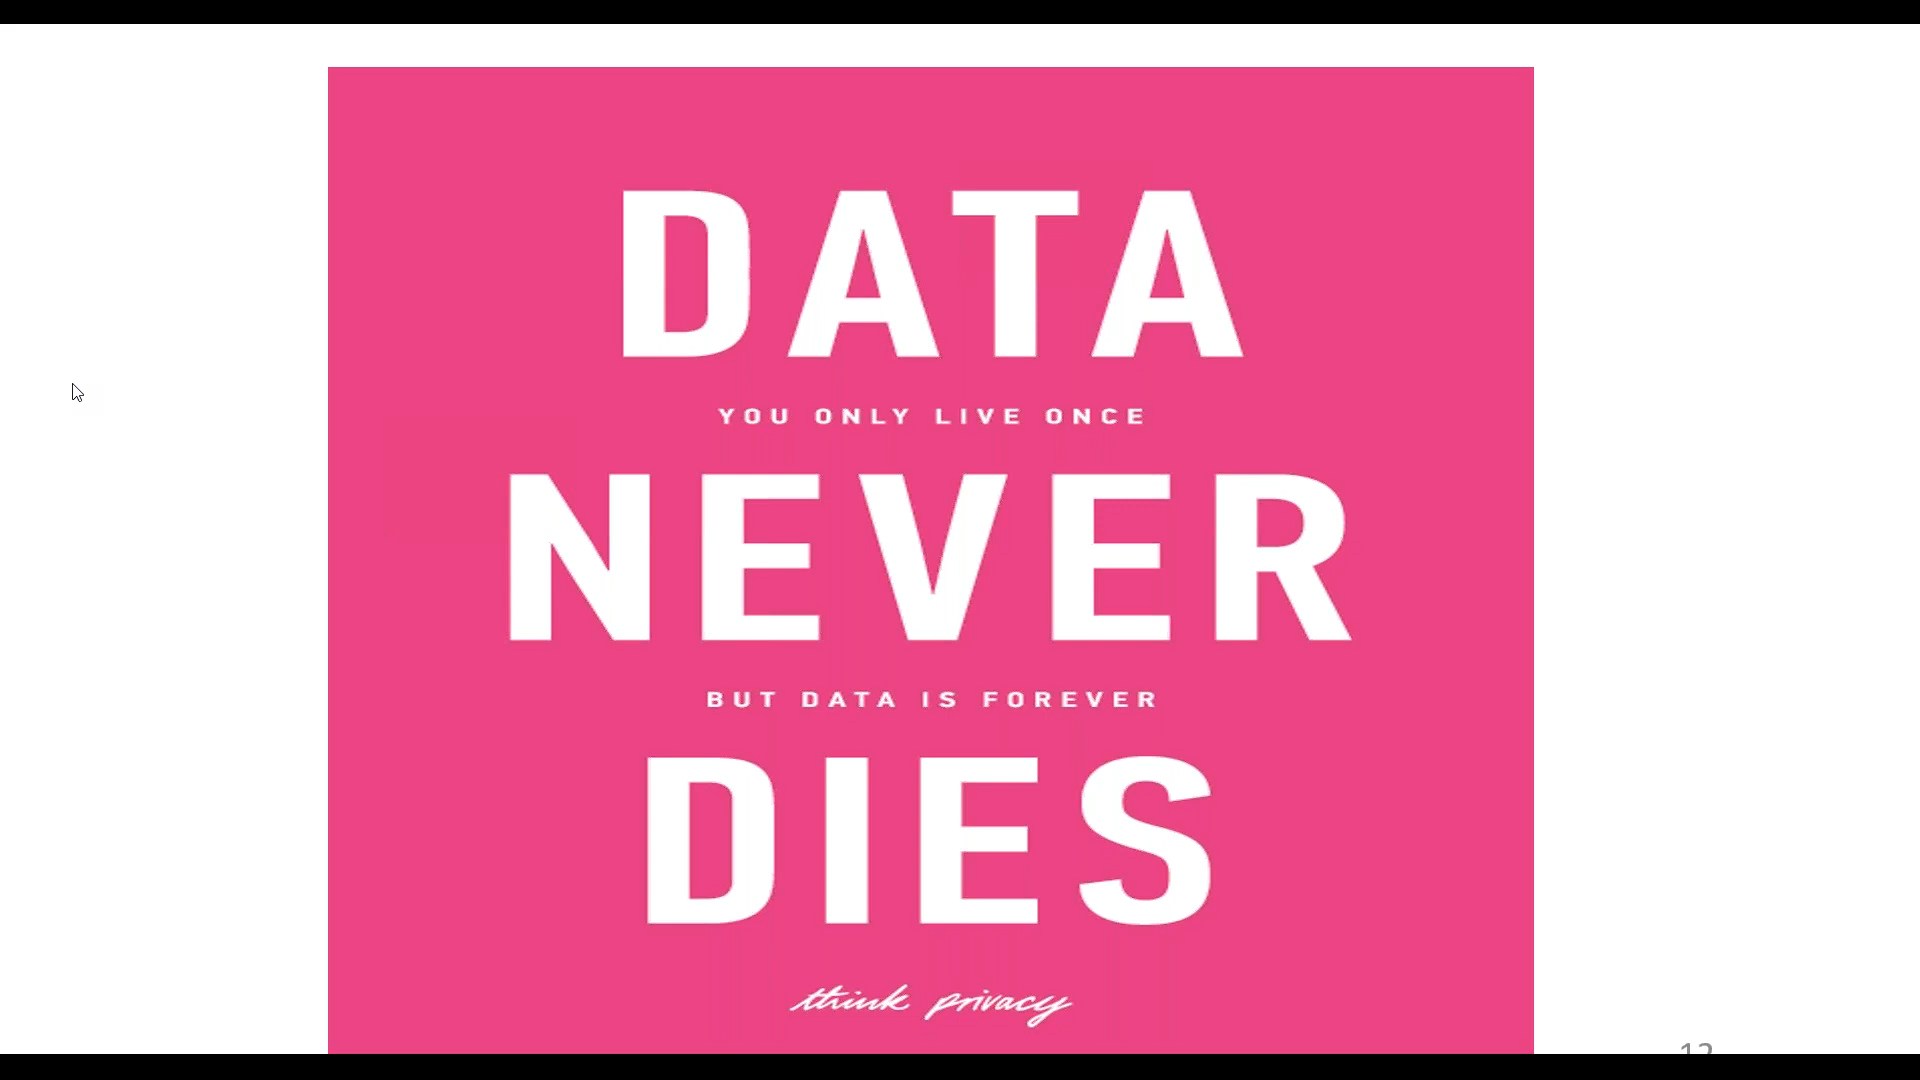 DATA
YOU ONLY LIVE ONCE
NEVER
BUT DATA IS FOREVER
DIES
think privacy